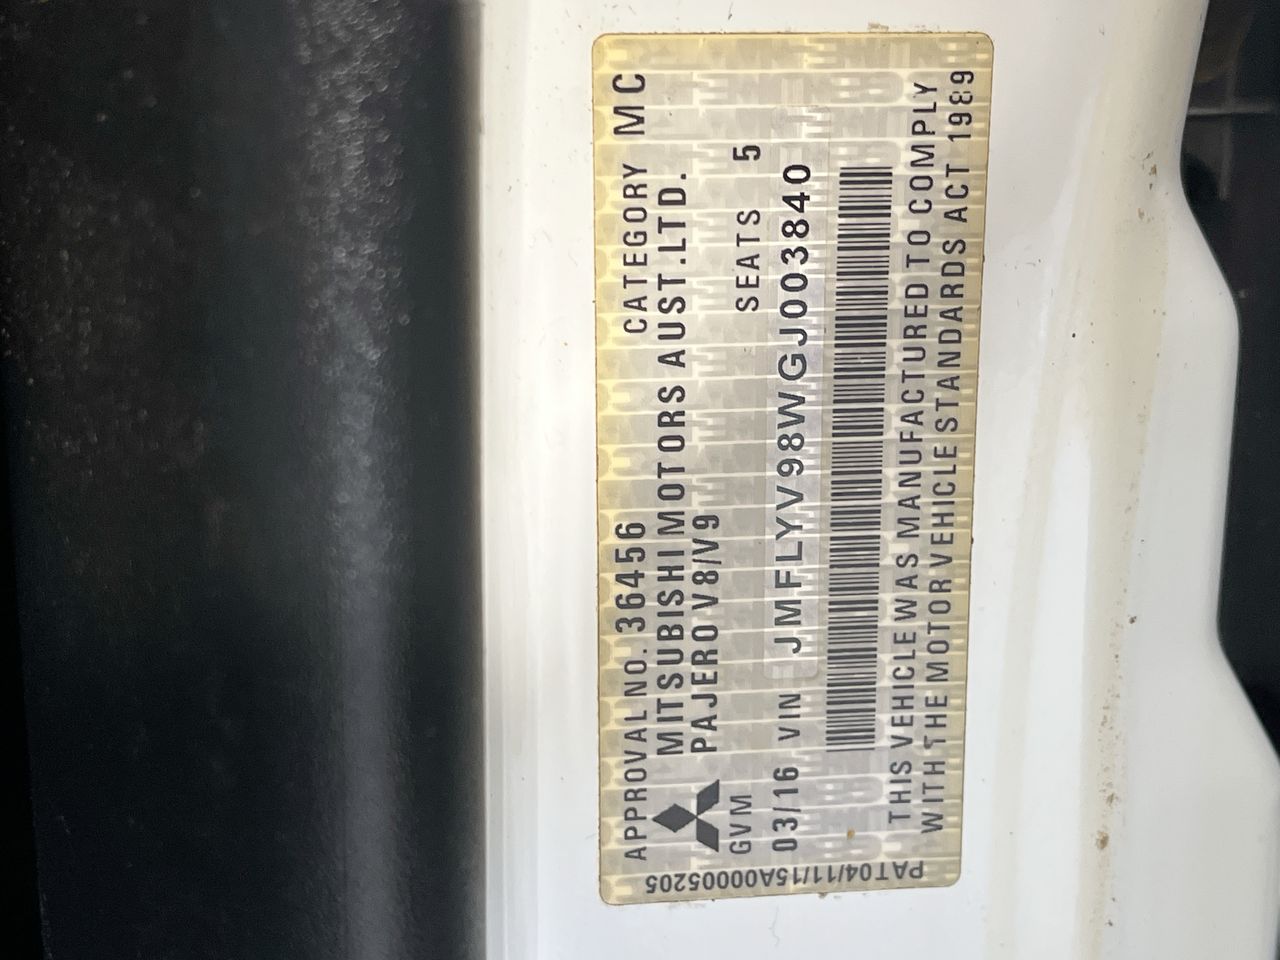 APPROVAL NO. 36456 CATEGORY MC
MITSUBISHI MOTORS AUST.LTD.
PAJERO V8/V9
GVM SEATS 5
03/16 VIN JMFLYV98WGJ003840
THIS VEHICLE WAS MANUFACTURED TO COMPLY
WITH THE MOTOR VEHICLE STANDARDS ACT 1989
PAT04/11/15A00005205